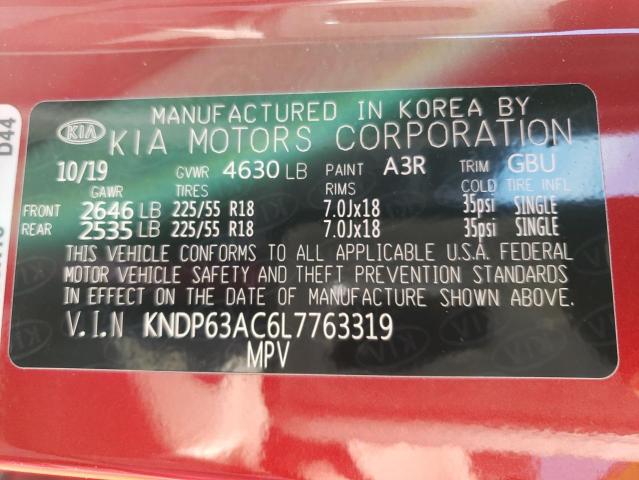 D44
MANUFACTURED IN KOREA BY
KIA KIA MOTORS CORPORATION
10/19 GVWR 4630 LB PAINT A3R TRIM GBU
GAWR TIRES RIMS COLD TIRE INFL
FRONT 2646 LB 225/55 R18 7.0Jx18 35psi SINGLE
REAR 2535 LB 225/55 R18 7.0Jx18 35psi SINGLE
THIS VEHICLE CONFORMS TO ALL APPLICABLE U.S.A. FEDERAL
MOTOR VEHICLE SAFETY AND THEFT PREVENTION STANDARDS
IN EFFECT ON THE DATE OF MANUFACTURE SHOWN ABOVE.
V.I.N KNDP63AC6L7763319
MPV